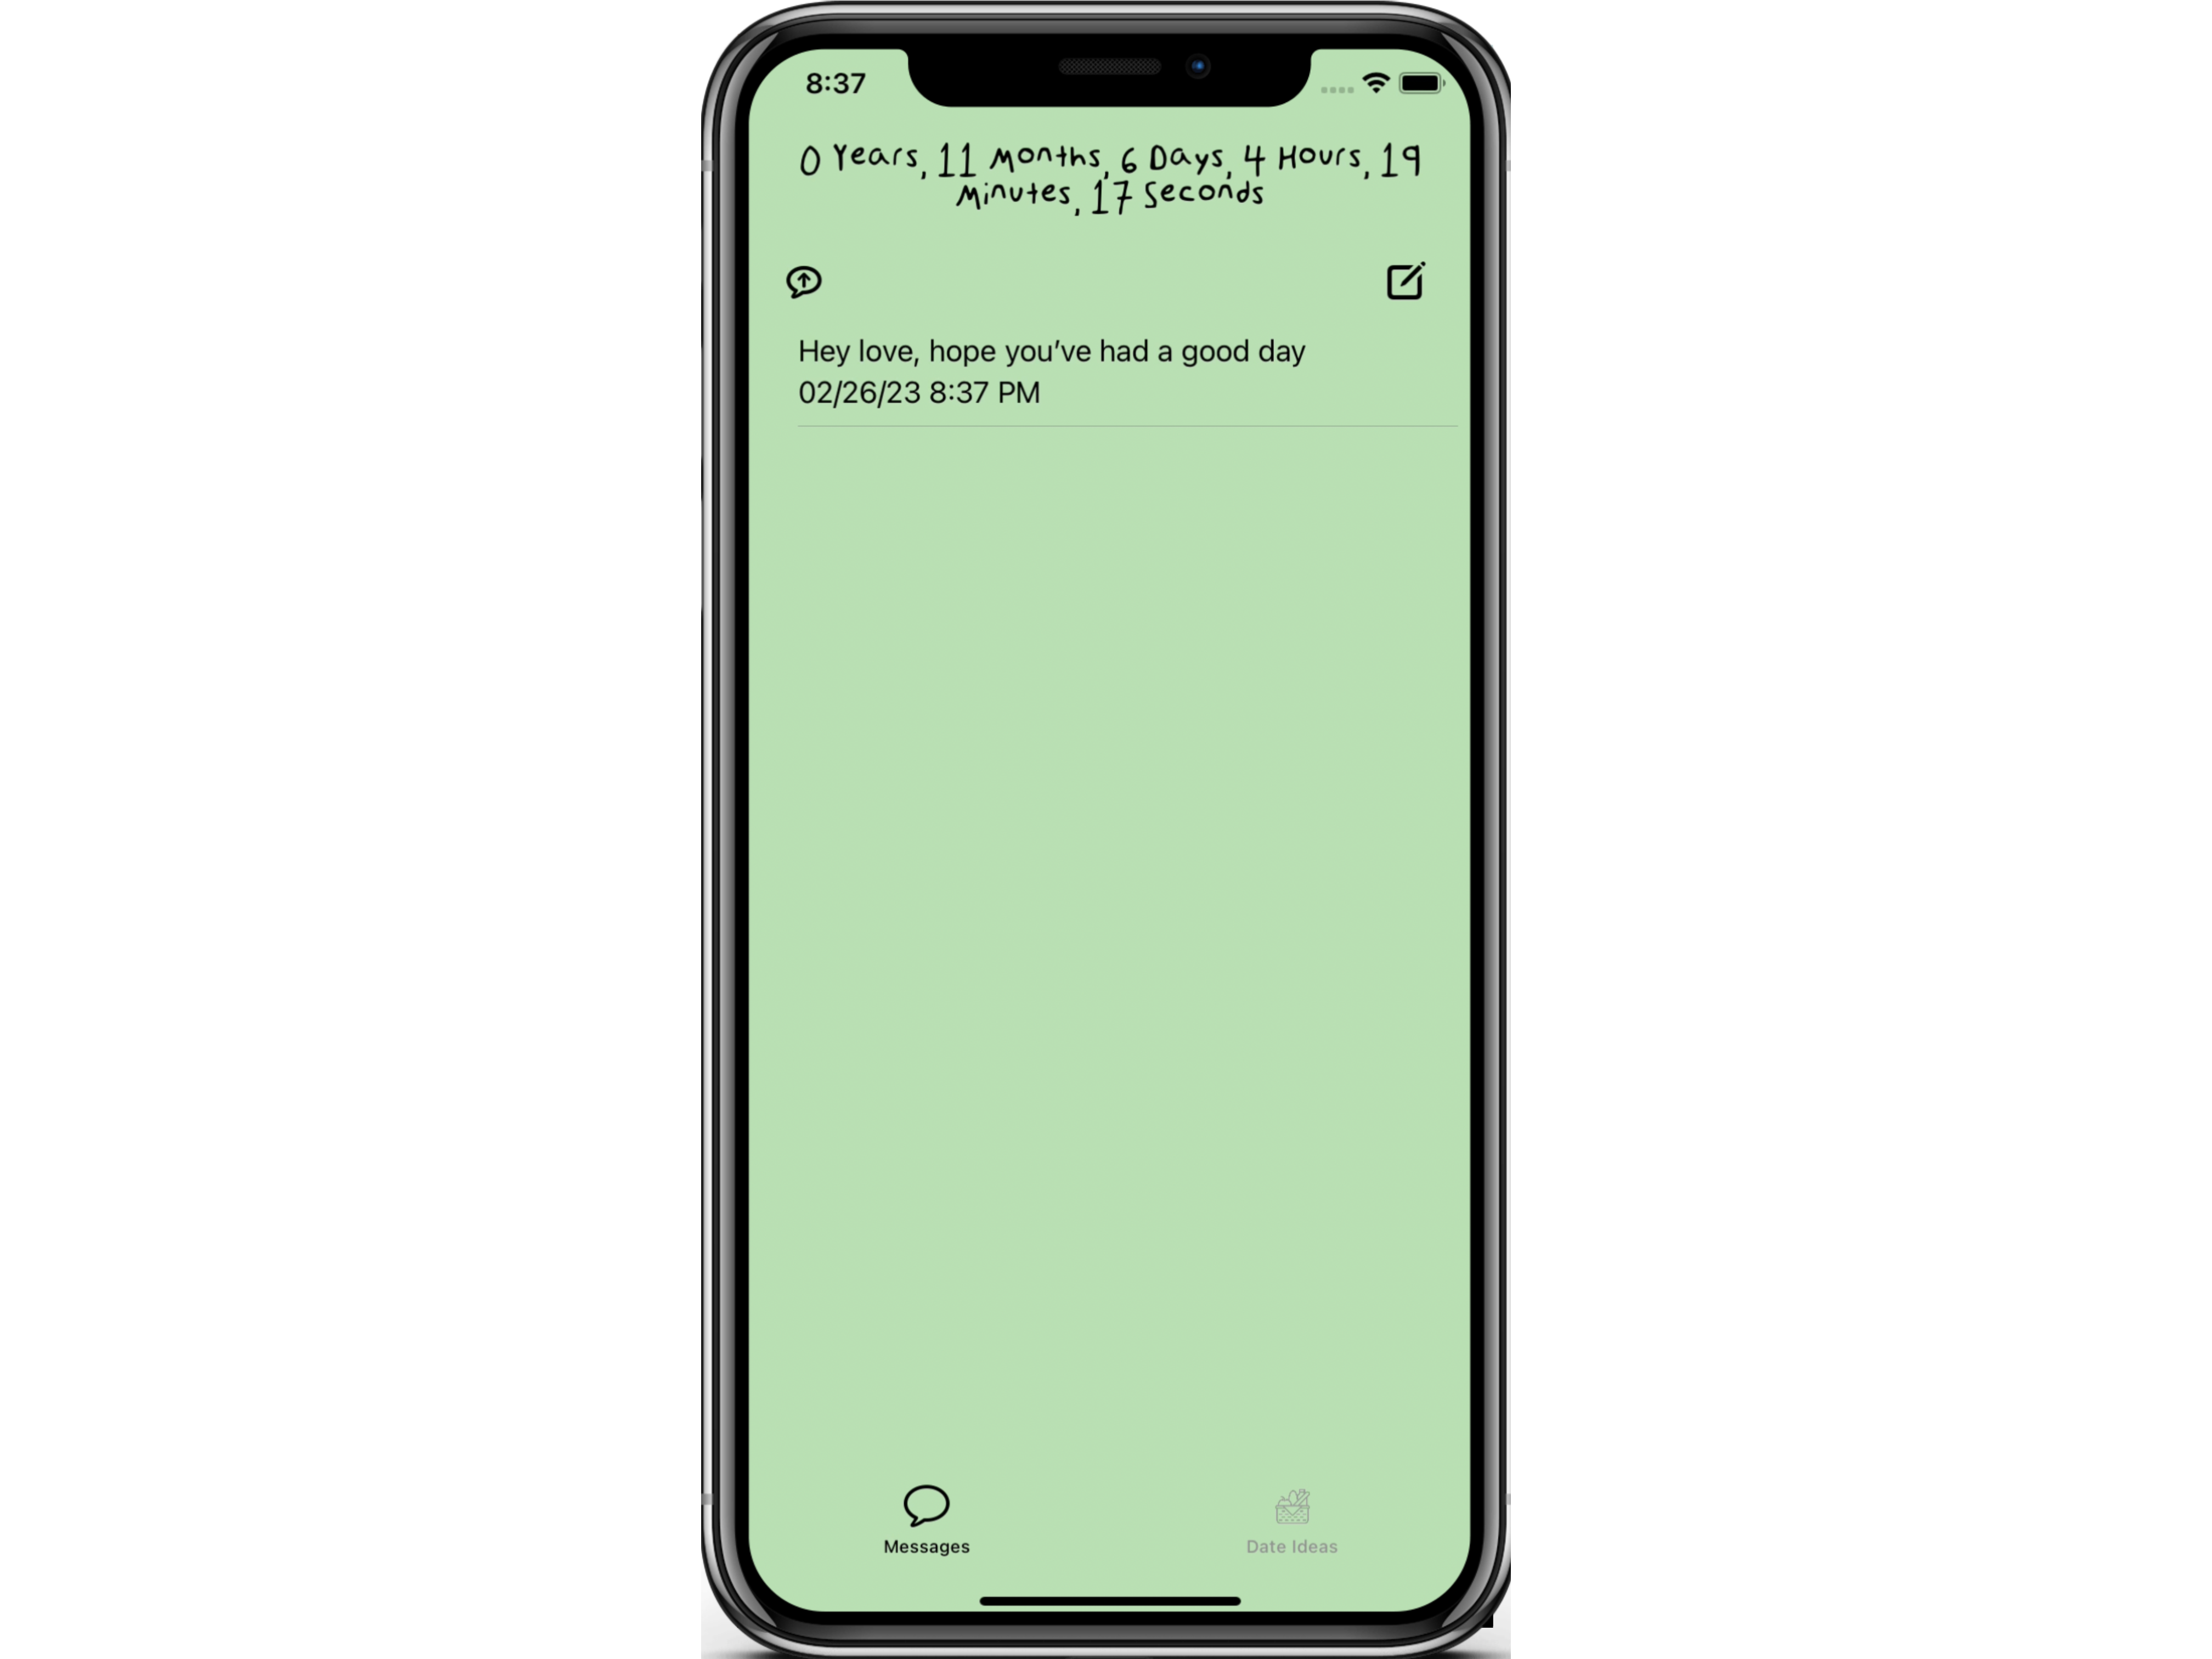 8:37
0 Years, 11 Months, 6 Days, 4 Hours, 19
Minutes, 17 Seconds
Hey love, hope you’ve had a good day
02/26/23 8:37 PM
Messages
Date Ideas